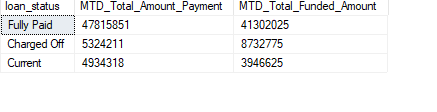 loan_status MTD_Total_Amount_Payment MTD_Total_Funded_Amount
Fully Paid 47815851 41302025
Charged Off 5324211 8732775
Current 4934318 3946625